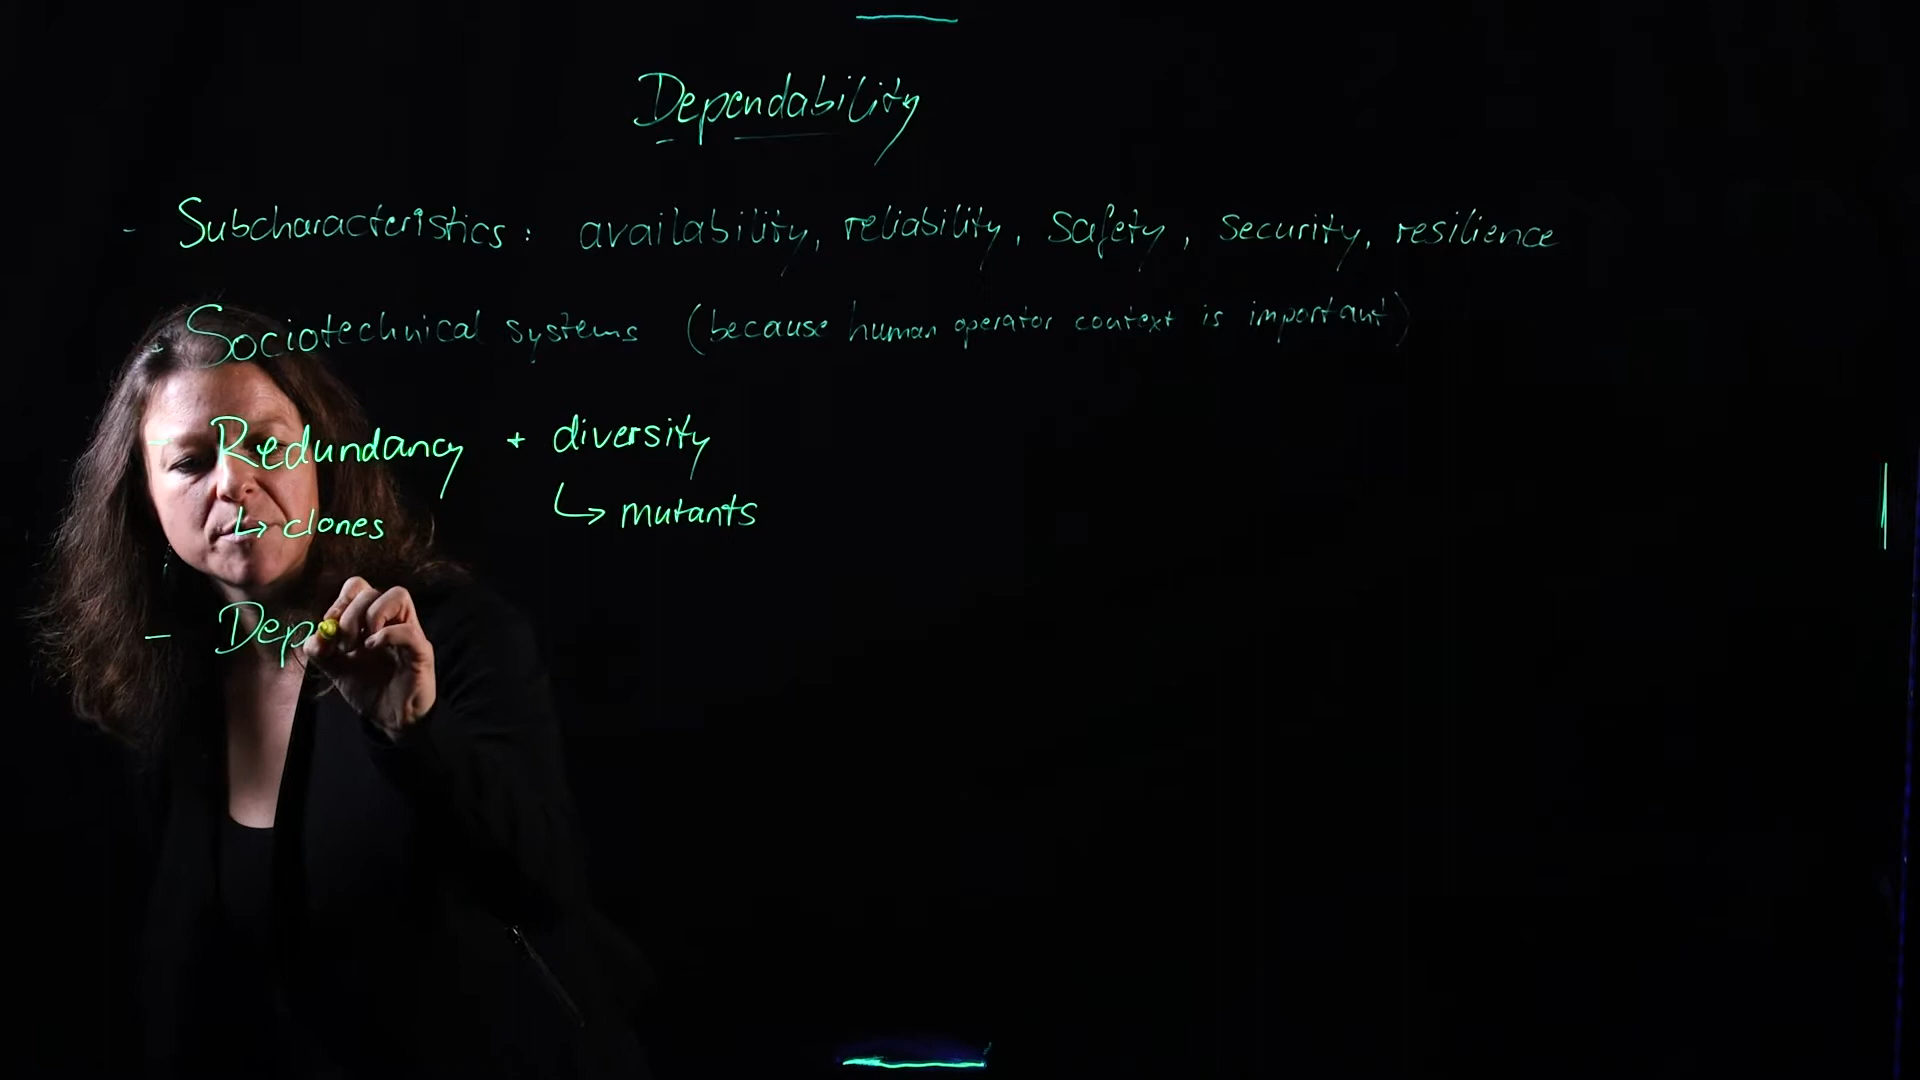 Dependability
- Subcharacteristics: availability, reliability, safety, security, resilience
- Sociotechnical systems (because human operator context is important)
- Redundancy + diversity
↳ clones ↳ mutants
- Dep